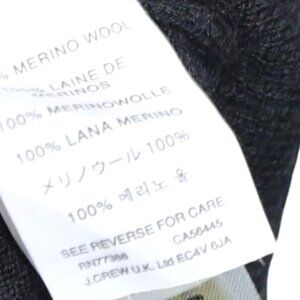 % MERINO WOOL
100% LAINE DE
MERINOS
100% MERINOWOLLE
100% LANA MERINO
メリノウール 100%
100% 메리노 울
SEE REVERSE FOR CARE
RN77388 CA56445
J.CREW U.K. Ltd EC4V 6JA